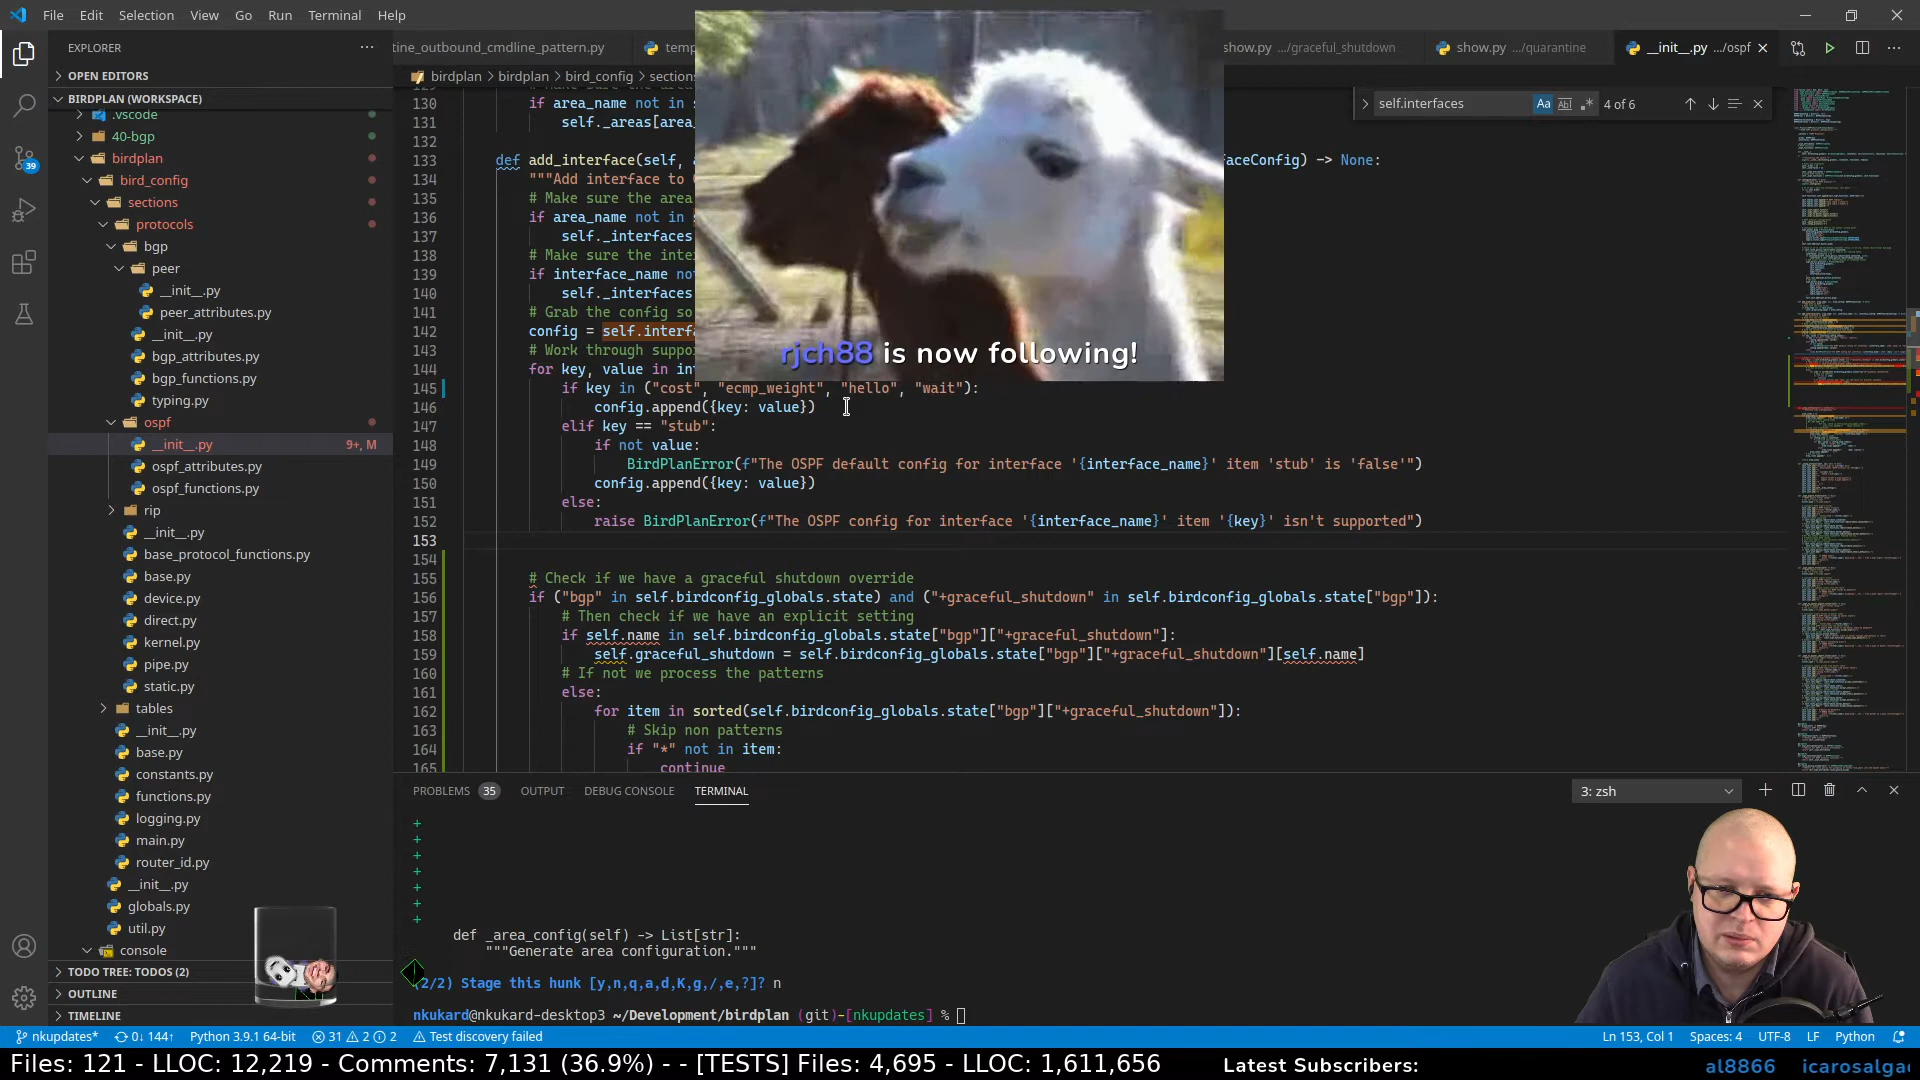 File Edit Selection View Go Run Terminal Help
EXPLORER
OPEN EDITORS
BIRDPLAN (WORKSPACE)
.vscode
40-bgp
birdplan
bird_config
sections
protocols
bgp
peer
__init__.py
peer_attributes.py
__init__.py
bgp_attributes.py
bgp_functions.py
typing.py
ospf
__init__.py 9+, M
ospf_attributes.py
ospf_functions.py
rip
__init__.py
base_protocol_functions.py
base.py
device.py
direct.py
kernel.py
pipe.py
static.py
tables
__init__.py
base.py
constants.py
functions.py
logging.py
main.py
router_id.py
__init__.py
globals.py
util.py
console
TODO TREE: TODOS (2)
OUTLINE
TIMELINE
39
tine_outbound_cmdline_pattern.py
show.py .../graceful_shutdown
show.py .../quarantine
__init__.py .../ospf
birdplan > birdplan > bird_config > sections
self.interfaces Aa 4 of 6
130 if area_name not in s
131 self._areas[area_
132
133 def add_interface(self, a faceConfig) -> None:
134 """Add interface to
135 # Make sure the area
136 if area_name not in s
137 self._interfaces
138 # Make sure the inte
139 if interface_name no
140 self._interfaces
141 # Grab the config so
142 config = self.interfa
143 # Work through suppo
144 for key, value in int
145 if key in ("cost", "ecmp_weight", "hello", "wait"):
146 config.append({key: value})
147 elif key == "stub":
148 if not value:
149 BirdPlanError(f"The OSPF default config for interface '{interface_name}' item 'stub' is 'false'")
150 config.append({key: value})
151 else:
152 raise BirdPlanError(f"The OSPF config for interface '{interface_name}' item '{key}' isn't supported")
153
154
155 # Check if we have a graceful shutdown override
156 if ("bgp" in self.birdconfig_globals.state) and ("+graceful_shutdown" in self.birdconfig_globals.state["bgp"]):
157 # Then check if we have an explicit setting
158 if self.name in self.birdconfig_globals.state["bgp"]["+graceful_shutdown"]:
159 self.graceful_shutdown = self.birdconfig_globals.state["bgp"]["+graceful_shutdown"][self.name]
160 # If not we process the patterns
161 else:
162 for item in sorted(self.birdconfig_globals.state["bgp"]["+graceful_shutdown"]):
163 # Skip non patterns
164 if "*" not in item:
165 continue
rjch88 is now following!
PROBLEMS 35 OUTPUT DEBUG CONSOLE TERMINAL
3: zsh
+
+
+
+
+
+
+
def _area_config(self) -> List[str]:
"""Generate area configuration."""
(2/2) Stage this hunk [y,n,q,a,d,K,g,/,e,?]? n
nkukard@nkukard-desktop3 ~/Development/birdplan (git)-[nkupdates] %
nkupdates* 0↓ 144↑ Python 3.9.1 64-bit 31 2 2 Test discovery failed
Ln 153, Col 1 Spaces: 4 UTF-8 LF Python
Files: 121 - LLOC: 12,219 - Comments: 7,131 (36.9%) - - [TESTS] Files: 4,695 - LLOC: 1,611,656
Latest Subscribers: al8866 icarosalga